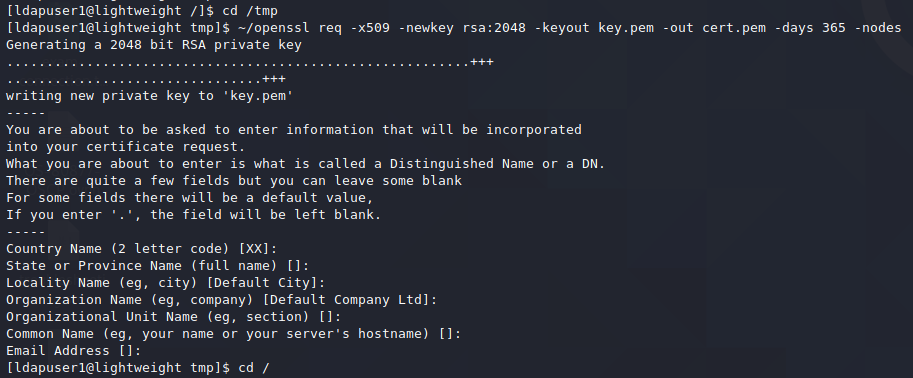 [ldapuser1@lightweight /]$ cd /tmp
[ldapuser1@lightweight tmp]$ ~/openssl req -x509 -newkey rsa:2048 -keyout key.pem -out cert.pem -days 365 -nodes
Generating a 2048 bit RSA private key
..........................................................+++
................................+++
writing new private key to 'key.pem'
-----
You are about to be asked to enter information that will be incorporated
into your certificate request.
What you are about to enter is what is called a Distinguished Name or a DN.
There are quite a few fields but you can leave some blank
For some fields there will be a default value,
If you enter '.', the field will be left blank.
-----
Country Name (2 letter code) [XX]:
State or Province Name (full name) []:
Locality Name (eg, city) [Default City]:
Organization Name (eg, company) [Default Company Ltd]:
Organizational Unit Name (eg, section) []:
Common Name (eg, your name or your server's hostname) []:
Email Address []:
[ldapuser1@lightweight tmp]$ cd /